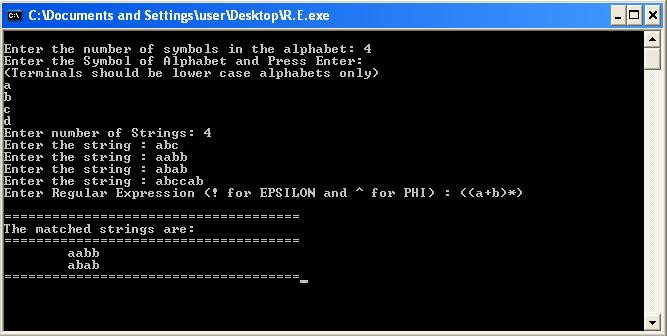 C:\Documents and Settings\user\Desktop\R.E.exe
Enter the number of symbols in the alphabet: 4
Enter the Symbol of Alphabet and Press Enter:
(Terminals should be lower case alphabets only)
a
b
c
d
Enter number of Strings: 4
Enter the string : abc
Enter the string : aabb
Enter the string : abab
Enter the string : abccab
Enter Regular Expression (! for EPSILON and ^ for PHI) : ((a+b)*)
=====================================
The matched strings are:
=====================================
aabb
abab
=====================================_